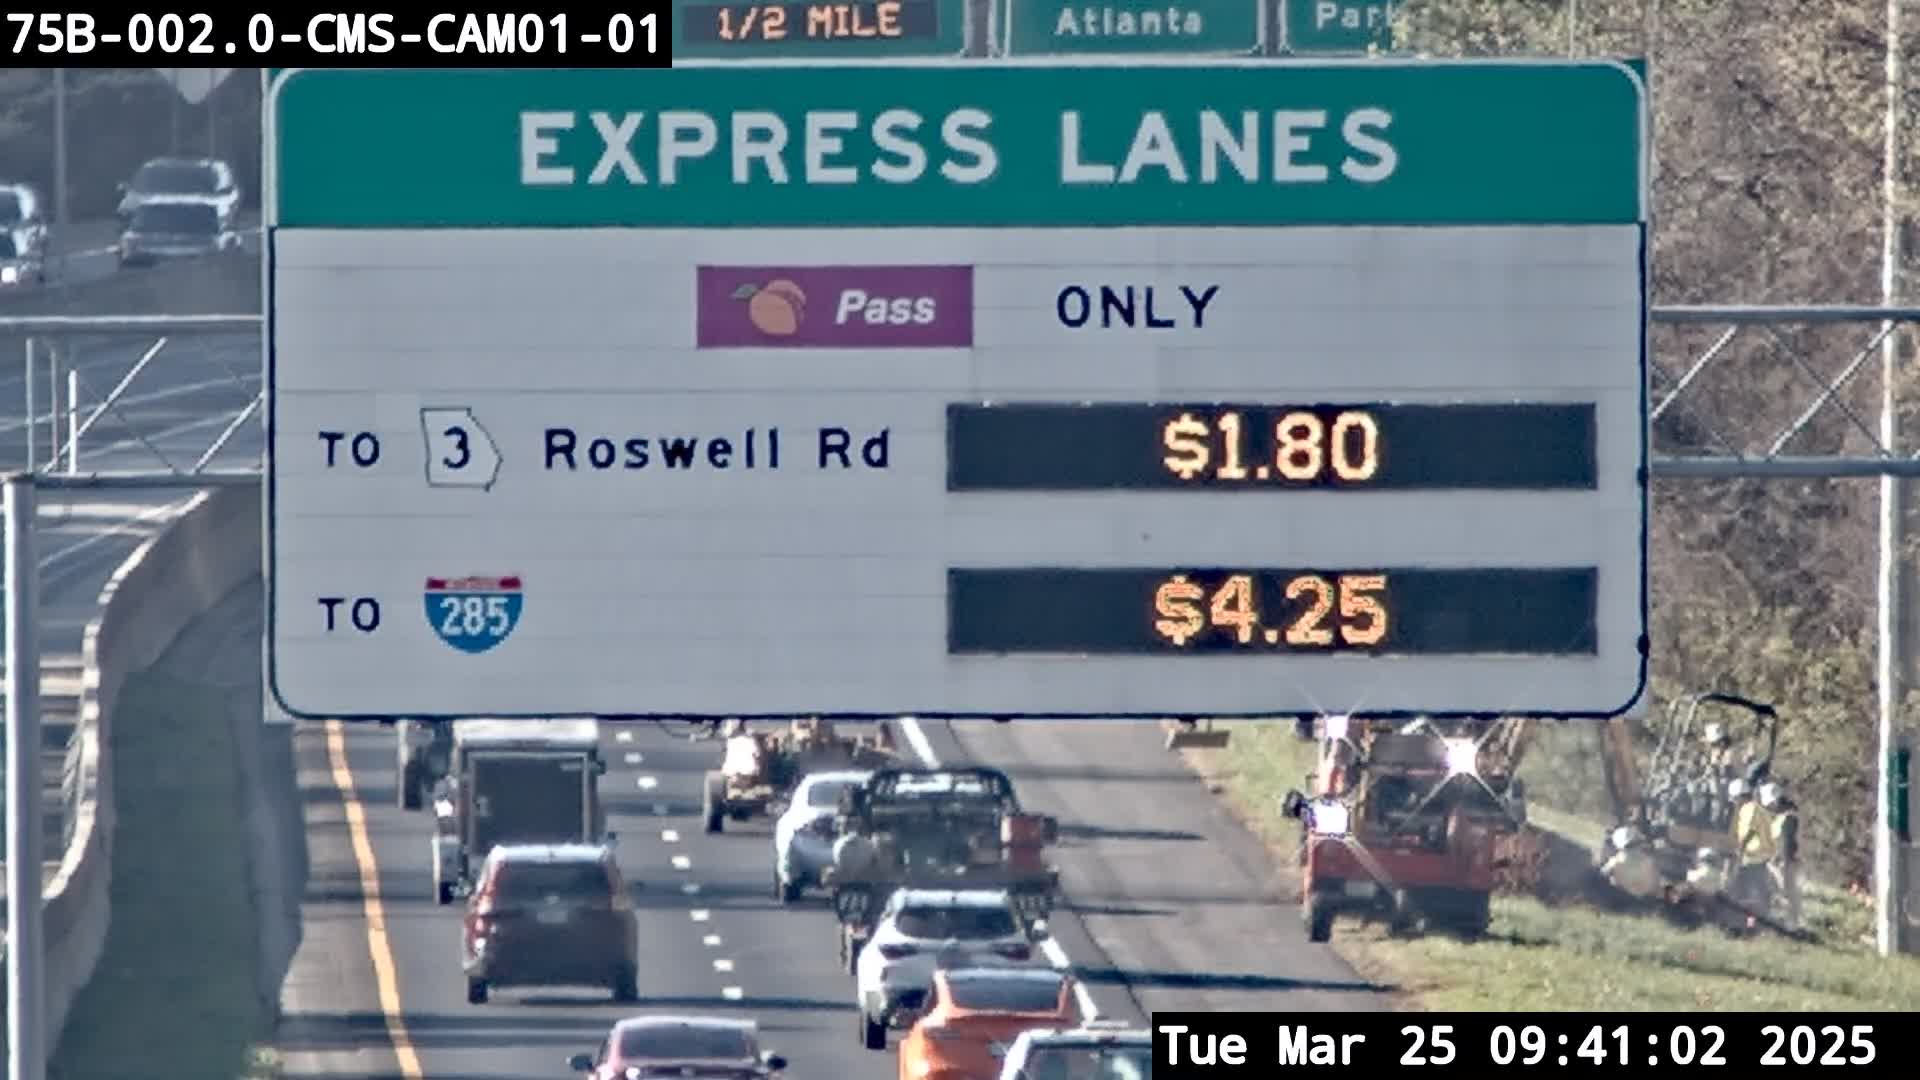 75B-002.0-CMS-CAM01-01
1/2 MILE
Atlanta
EXPRESS LANES
Pass ONLY
TO 3 Roswell Rd $1.80
TO 285 $4.25
Tue Mar 25 09:41:02 2025